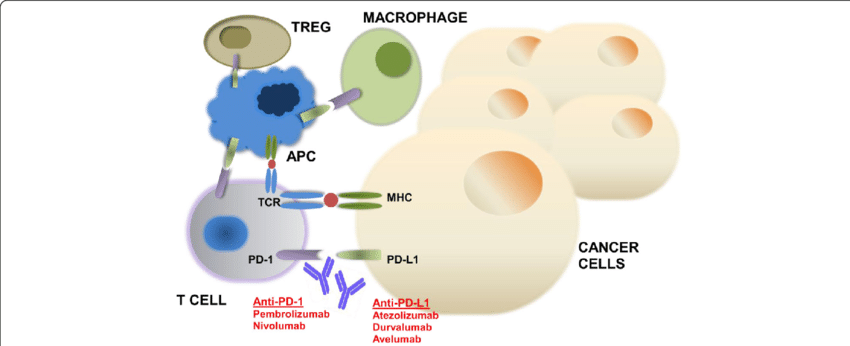 TREG
MACROPHAGE
APC
TCR
MHC
PD-1
PD-L1
CANCER
CELLS
T CELL
Anti-PD-1
Pembrolizumab
Nivolumab
Anti-PD-L1
Atezolizumab
Durvalumab
Avelumab